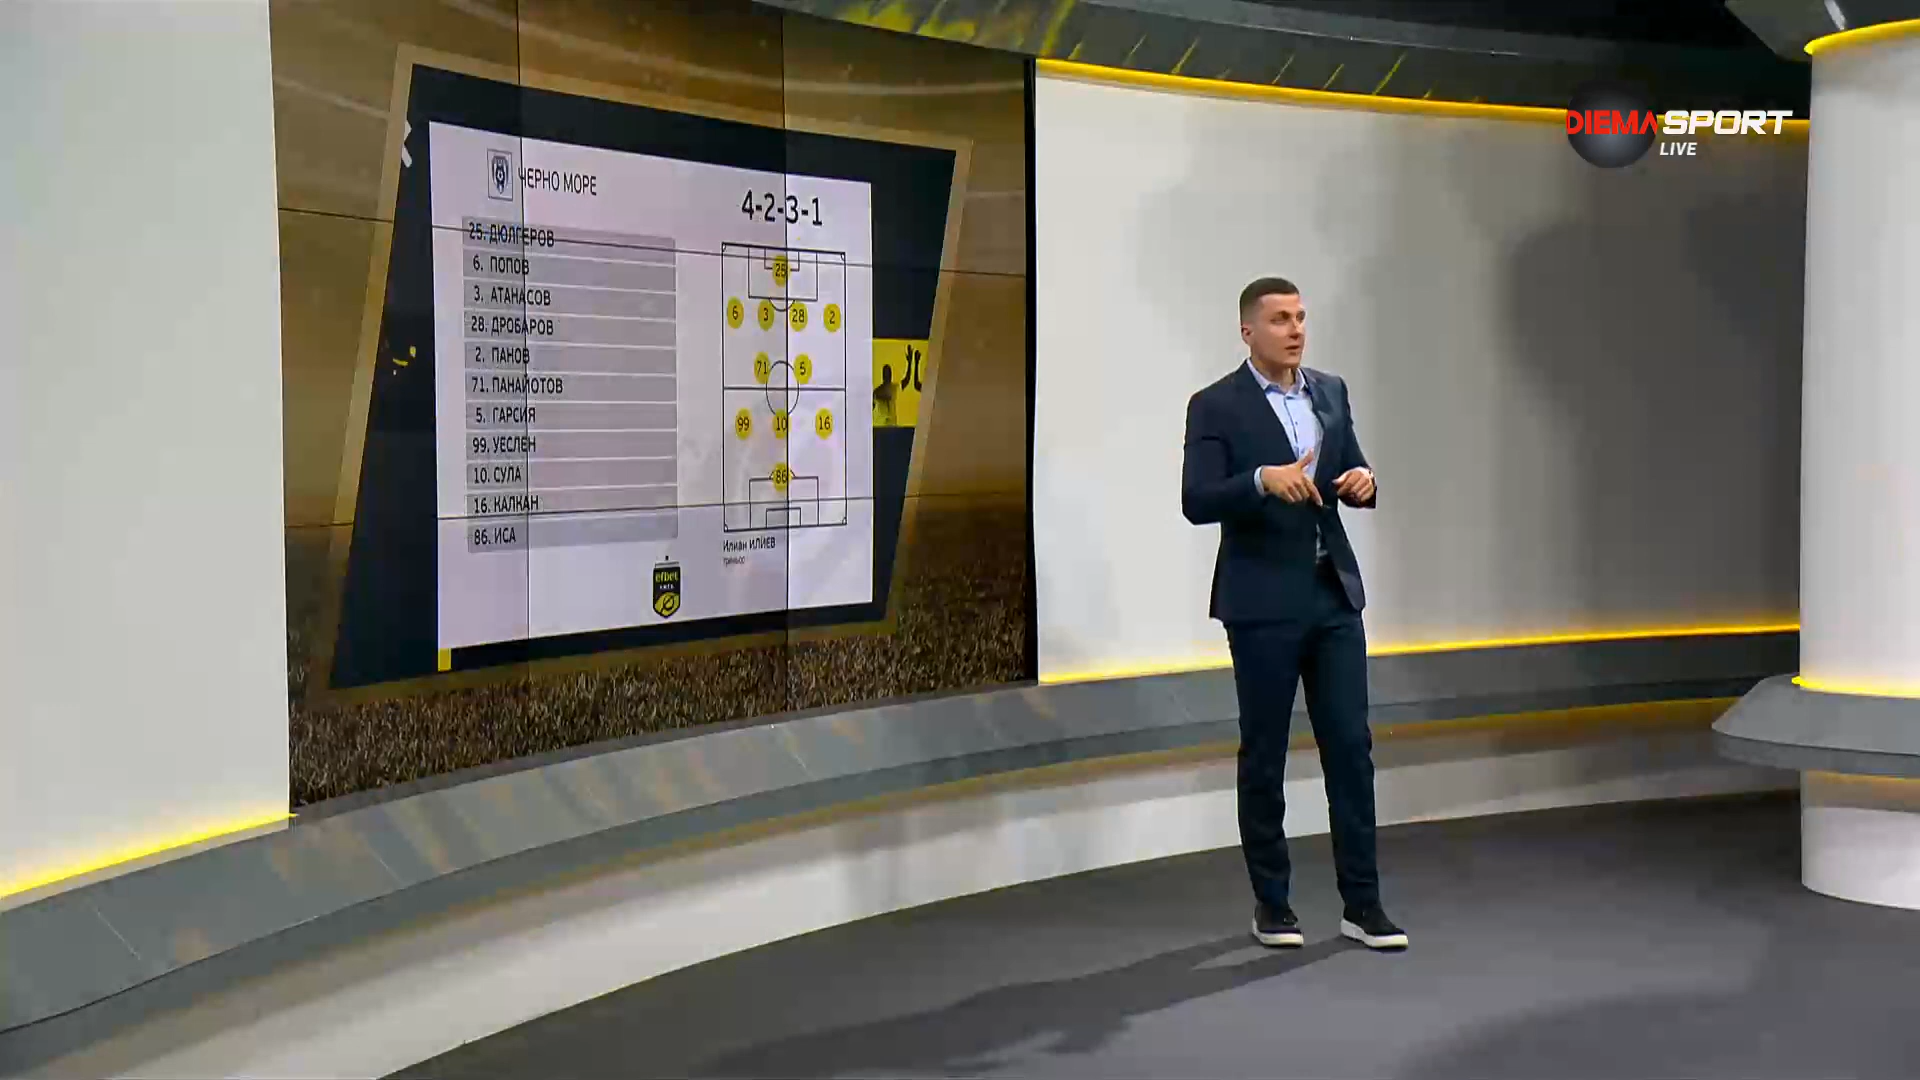 DIEMA SPORT
LIVE
ЧЕРНО МОРЕ
4-2-3-1
25. ДЮЛГЕРОВ
6. ПОПОВ
3. АТАНАСОВ
28. ДРОБАРОВ
2. ПАНОВ
71. ПАНАЙОТОВ
5. ГАРСИЯ
99. УЕСЛЕН
10. СУЛА
16. КАЛКАН
86. ИСА
25
6 3 28 2
71 5
99 10 16
86
Илиан ИЛИЕВ
треньор
efbet